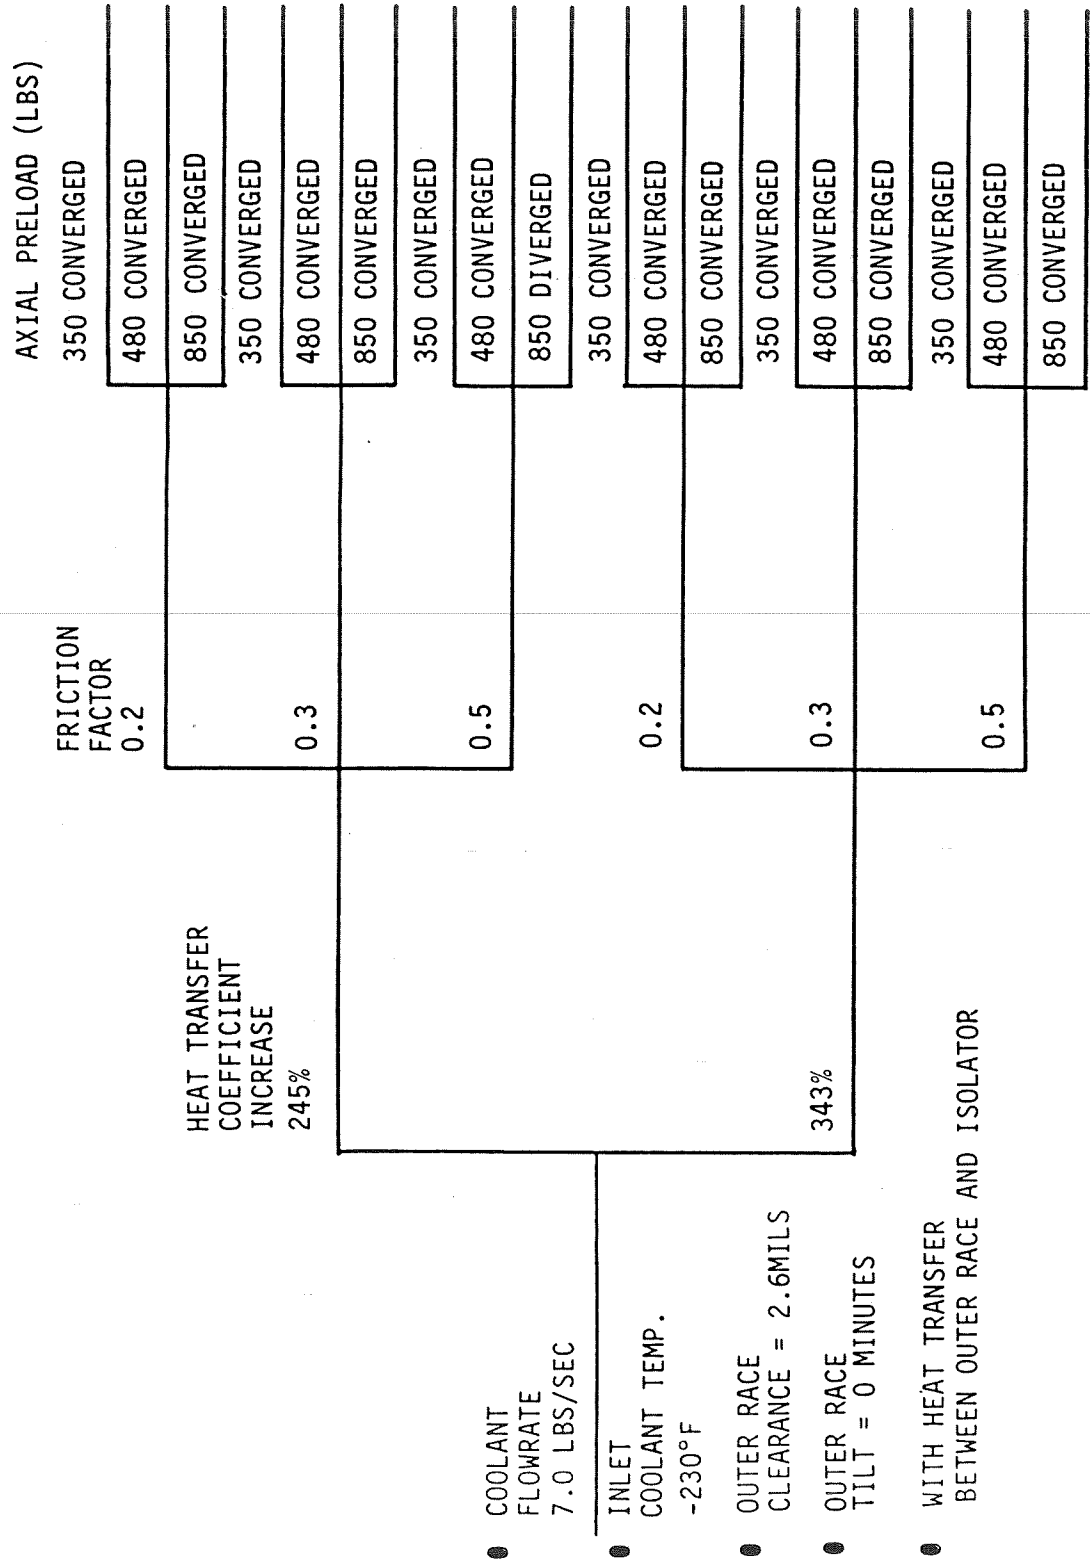 ● COOLANT
FLOWRATE
7.0 LBS/SEC
● INLET
COOLANT TEMP.
-230°F
● OUTER RACE
CLEARANCE = 2.6MILS
● OUTER RACE
TILT = 0 MINUTES
● WITH HEAT TRANSFER
BETWEEN OUTER RACE AND ISOLATOR
HEAT TRANSFER
COEFFICIENT
INCREASE
245%
343%
FRICTION
FACTOR
0.2
0.3
0.5
0.2
0.3
0.5
AXIAL PRELOAD (LBS)
350 CONVERGED
480 CONVERGED
850 CONVERGED
350 CONVERGED
480 CONVERGED
850 CONVERGED
350 CONVERGED
480 CONVERGED
850 DIVERGED
350 CONVERGED
480 CONVERGED
850 CONVERGED
350 CONVERGED
480 CONVERGED
850 CONVERGED
350 CONVERGED
480 CONVERGED
850 CONVERGED